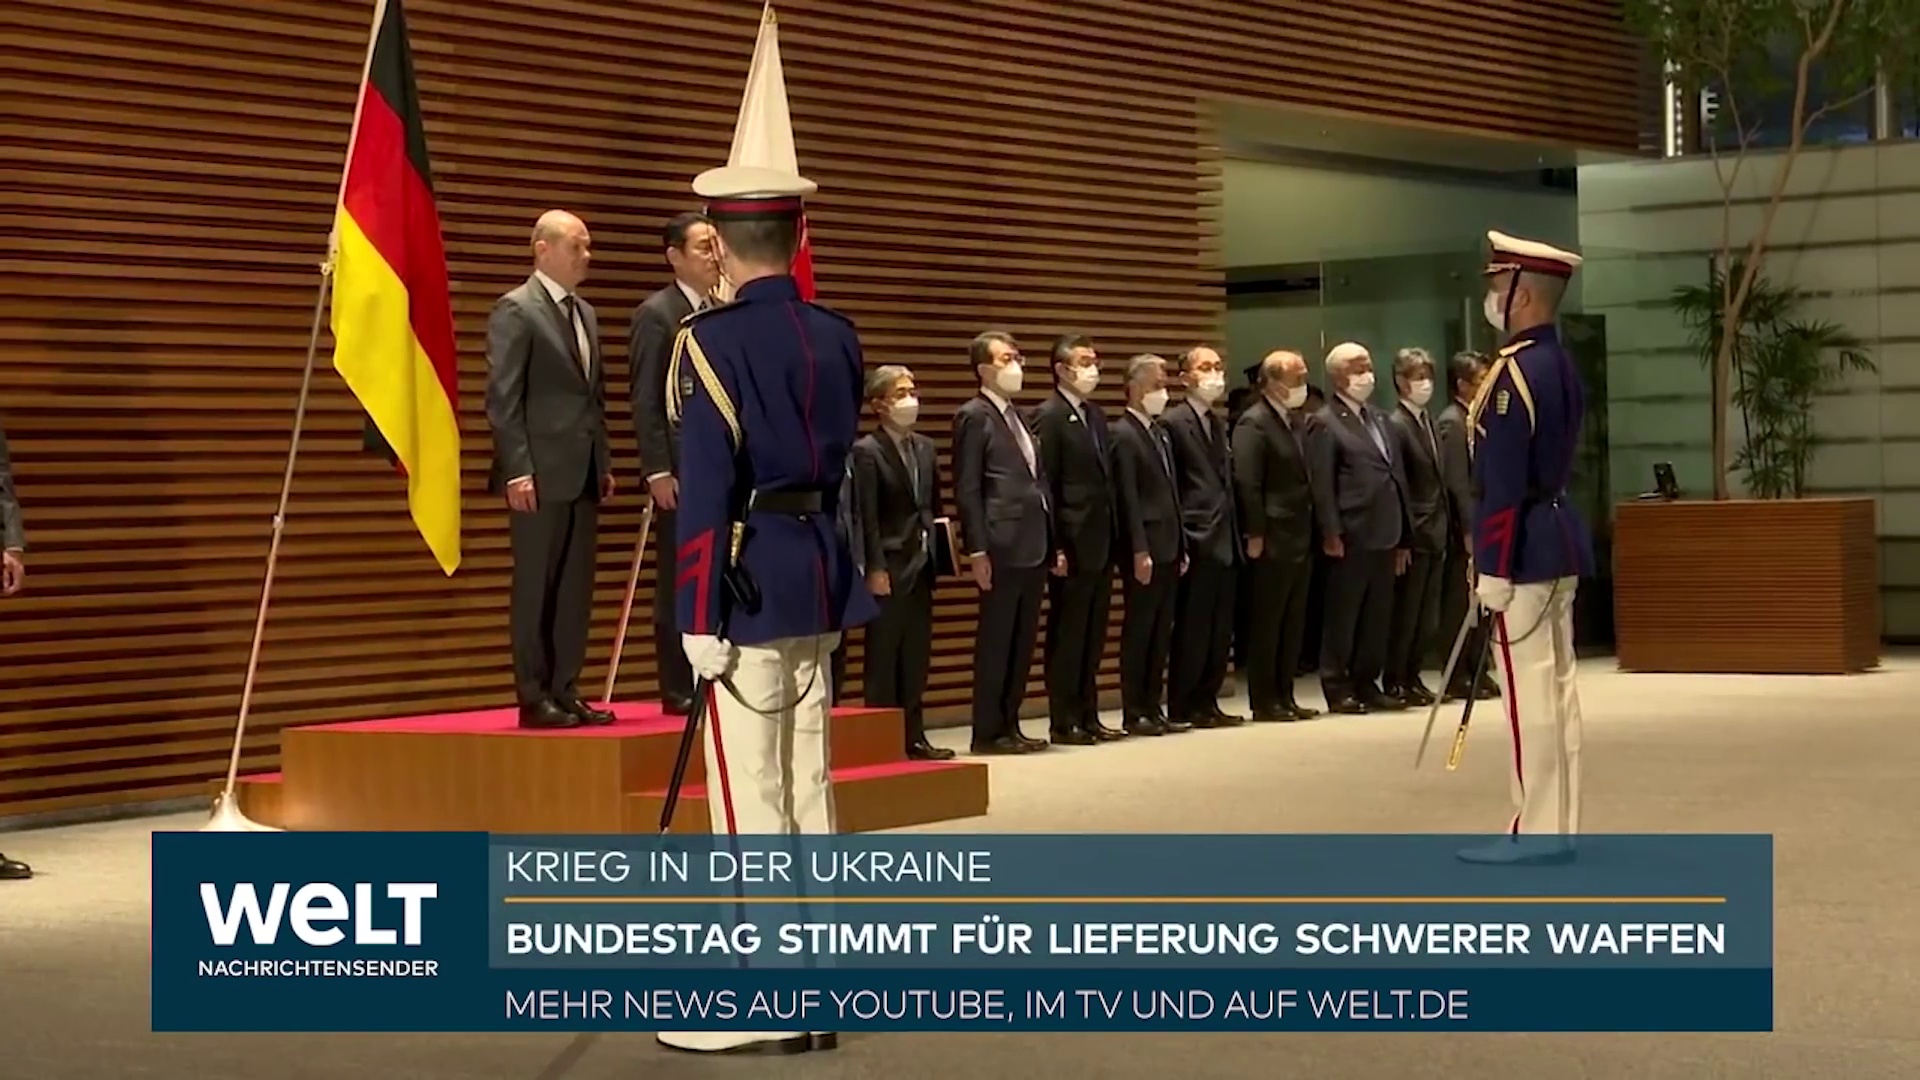 KRIEG IN DER UKRAINE
WELT
NACHRICHTENSENDER
BUNDESTAG STIMMT FÜR LIEFERUNG SCHWERER WAFFEN
MEHR NEWS AUF YOUTUBE, IM TV UND AUF WELT.DE